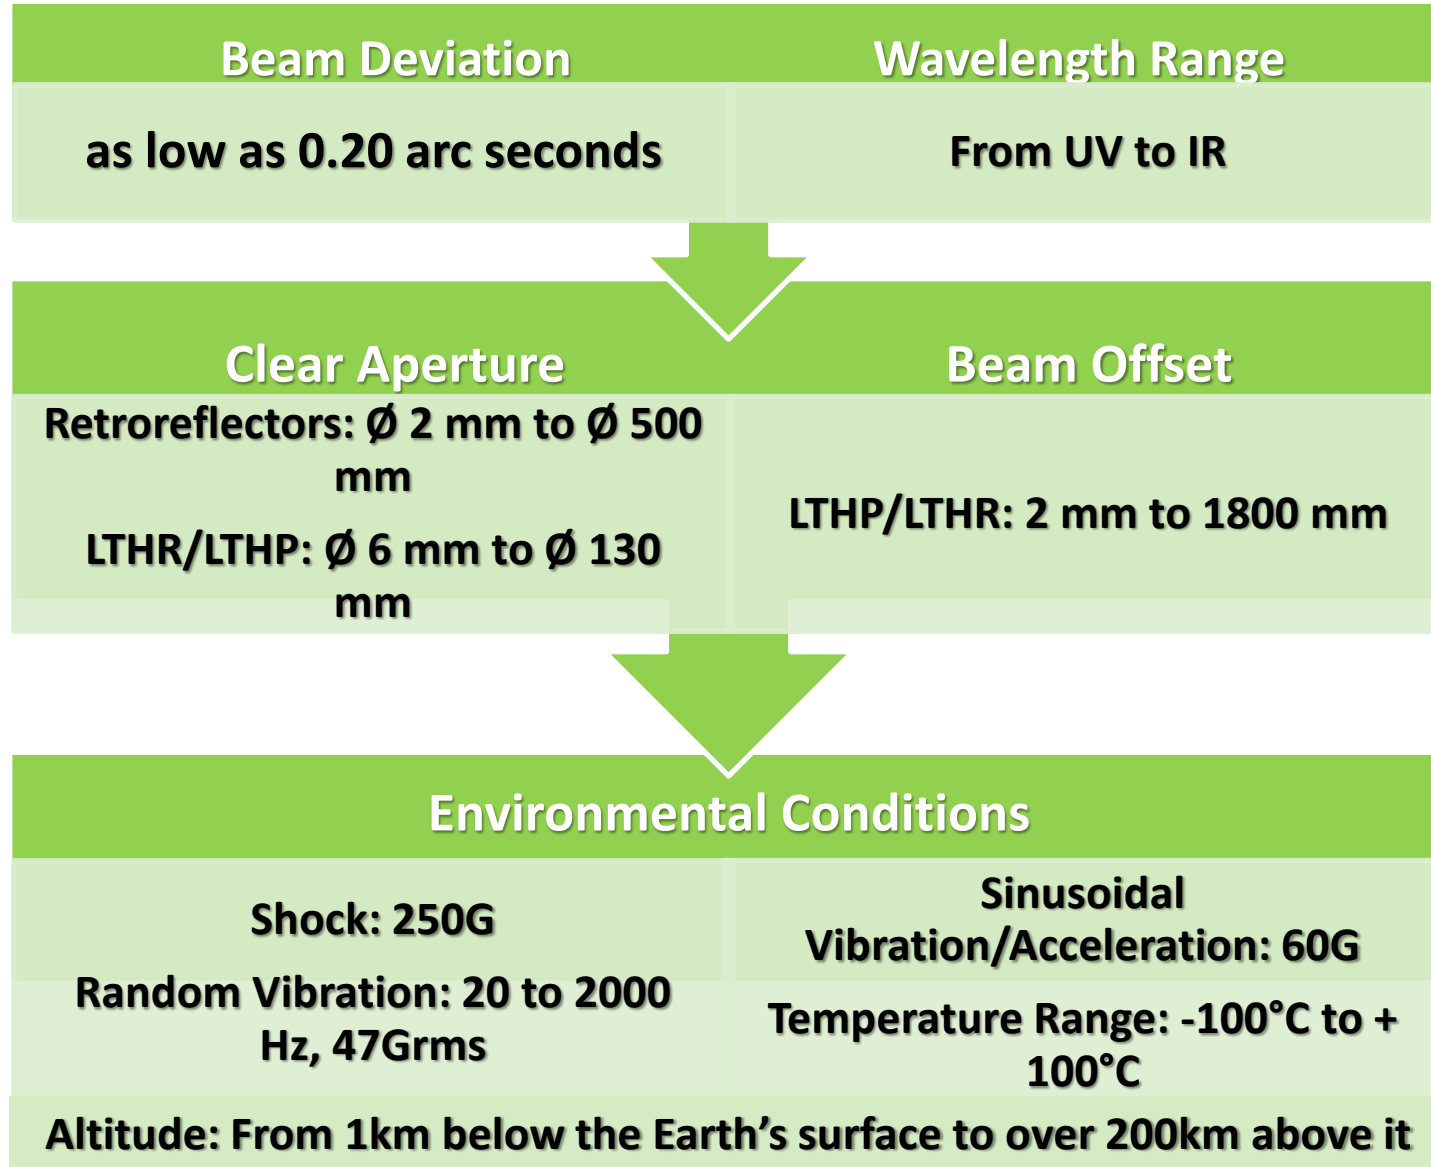 Beam Deviation
Wavelength Range
as low as 0.20 arc seconds
From UV to IR
Clear Aperture
Beam Offset
Retroreflectors: Ø 2 mm to Ø 500
mm
LTHR/LTHP: Ø 6 mm to Ø 130
mm
LTHP/LTHR: 2 mm to 1800 mm
Environmental Conditions
Shock: 250G
Random Vibration: 20 to 2000
Hz, 47Grms
Sinusoidal
Vibration/Acceleration: 60G
Temperature Range: -100°C to +
100°C
Altitude: From 1km below the Earth’s surface to over 200km above it